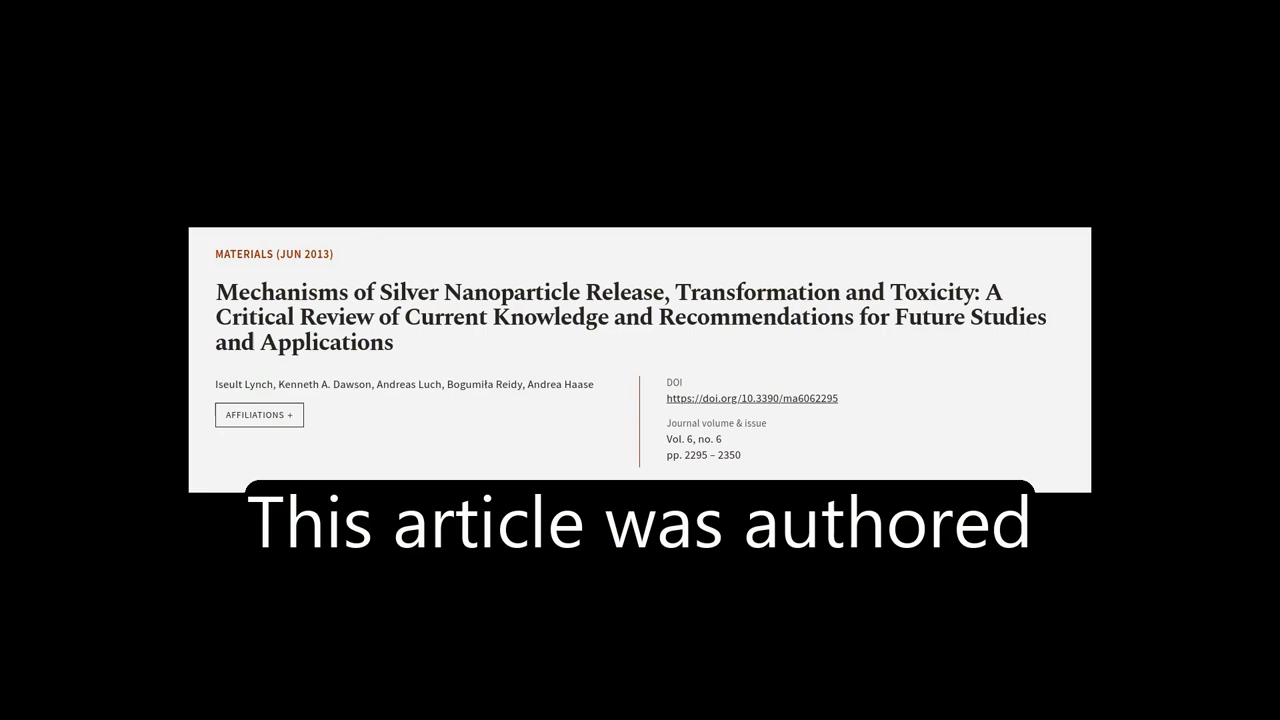 MATERIALS (JUN 2013)
Mechanisms of Silver Nanoparticle Release, Transformation and Toxicity: A
Critical Review of Current Knowledge and Recommendations for Future Studies
and Applications
Iseult Lynch, Kenneth A. Dawson, Andreas Luch, Bogumiła Reidy, Andrea Haase
AFFILIATIONS +
DOI
https://doi.org/10.3390/ma6062295
Journal volume & issue
Vol. 6, no. 6
pp. 2295 – 2350
This article was authored